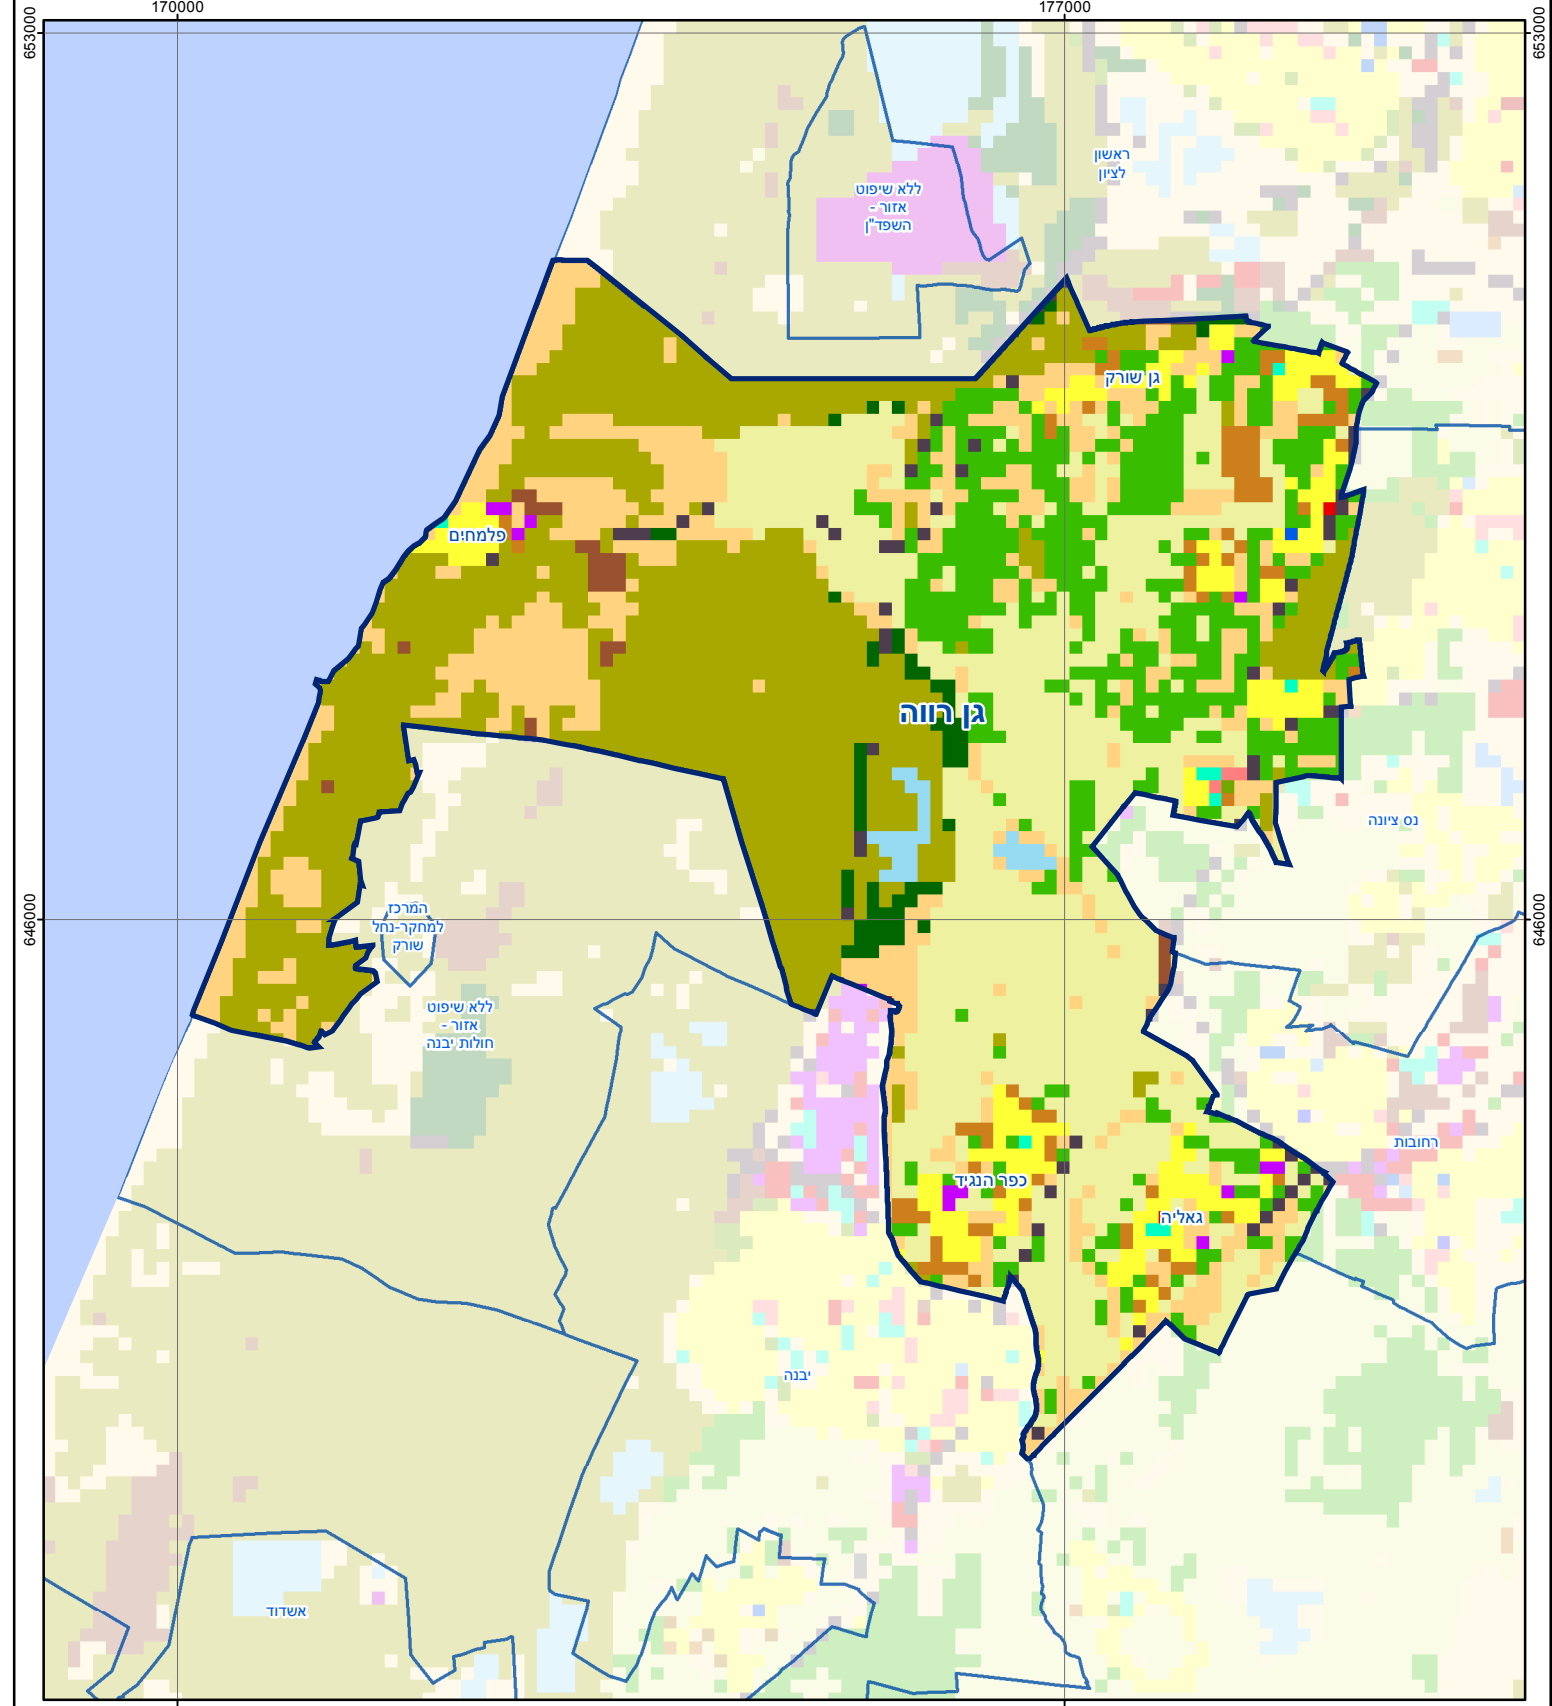 170000
177000
653000
653000
ראשון
לציון
ללא שיפוט
אזור -
השפד"ן
גן שורק
פלמחים
גן רווה
נס ציונה
646000
646000
המרכז
למחקר-נחל
שורק
ללא שיפוט
אזור -
חולות יבנה
רחובות
כפר הנגיד
גאליה
יבנה
אשדוד